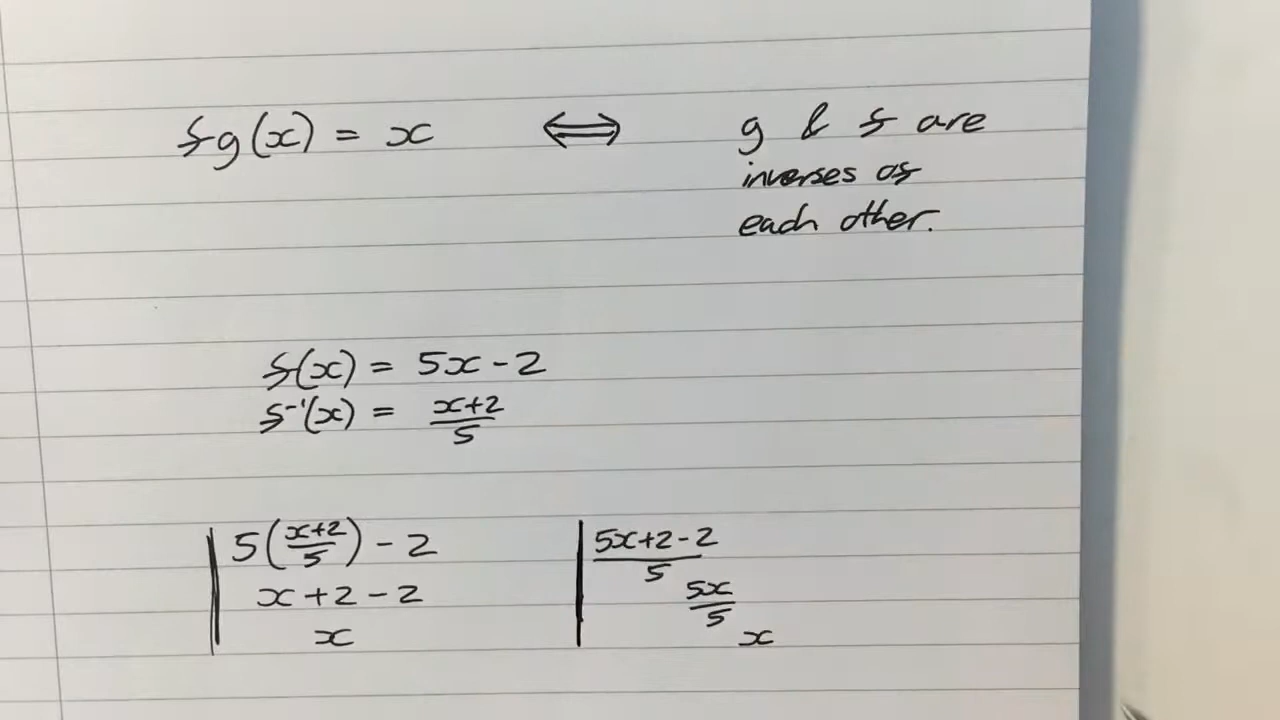 fg(x) = x ⟺ g & f are
inverses of
each other.
f(x) = 5x - 2
f⁻¹(x) = (x+2)/5
5((x+2)/5) - 2
x + 2 - 2
x
(5x+2-2)/5
5x/5
x